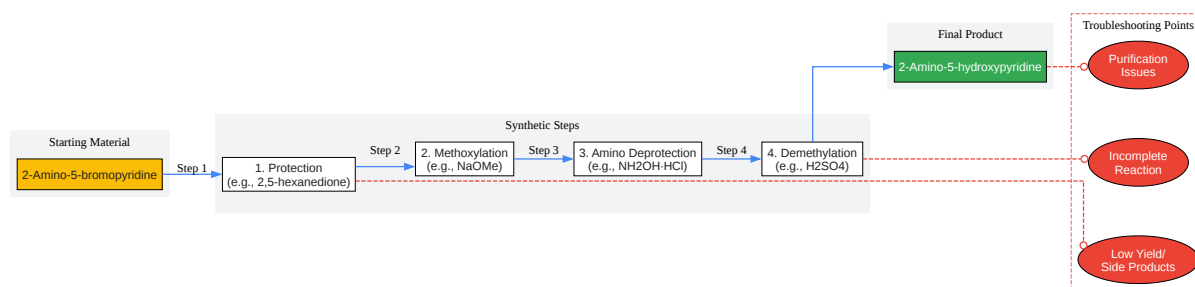 Troubleshooting Points
Final Product
2-Amino-5-hydroxypyridine
Purification
Issues
Synthetic Steps
Starting Material
2-Amino-5-bromopyridine
Step 1
1. Protection
(e.g., 2,5-hexanedione)
Step 2
2. Methoxylation
(e.g., NaOMe)
Step 3
3. Amino Deprotection
(e.g., NH2OH-HCl)
Step 4
4. Demethylation
(e.g., H2SO4)
Incomplete
Reaction
Low Yield/
Side Products